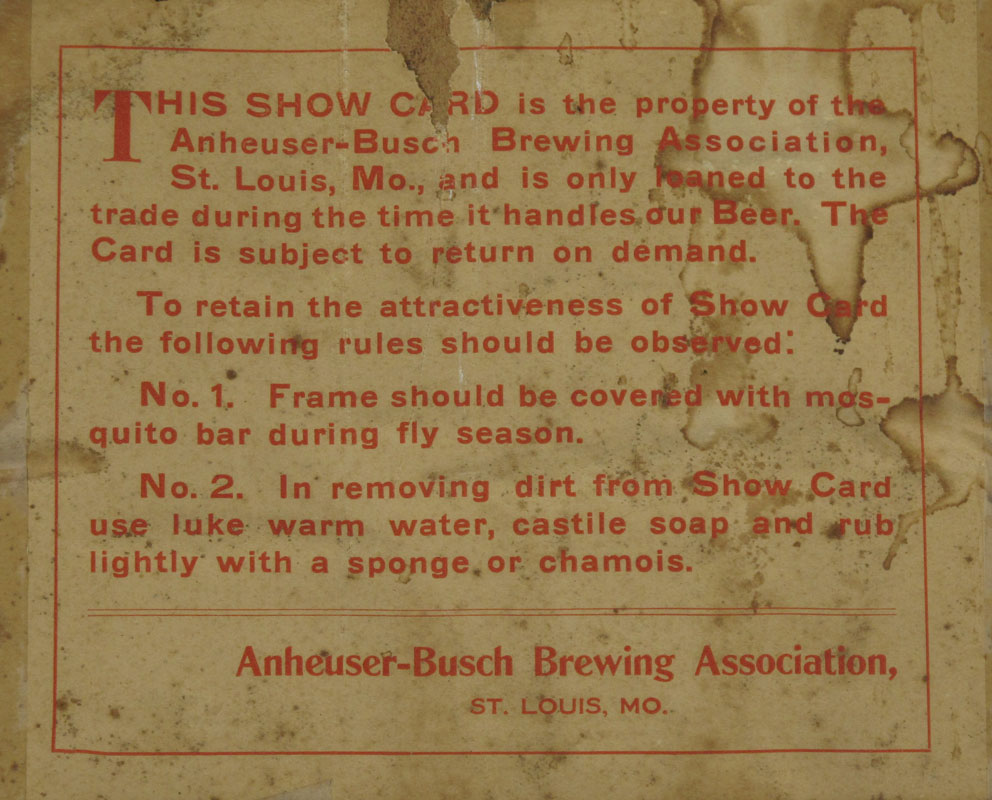 THIS SHOW CARD is the property of the
Anheuser-Busch Brewing Association,
St. Louis, Mo., and is only loaned to the
trade during the time it handles our Beer. The
Card is subject to return on demand.
To retain the attractiveness of Show Card
the following rules should be observed:
No. 1. Frame should be covered with mos-
quito bar during fly season.
No. 2. In removing dirt from Show Card
use luke warm water, castile soap and rub
lightly with a sponge or chamois.
Anheuser-Busch Brewing Association,
ST. LOUIS, MO.